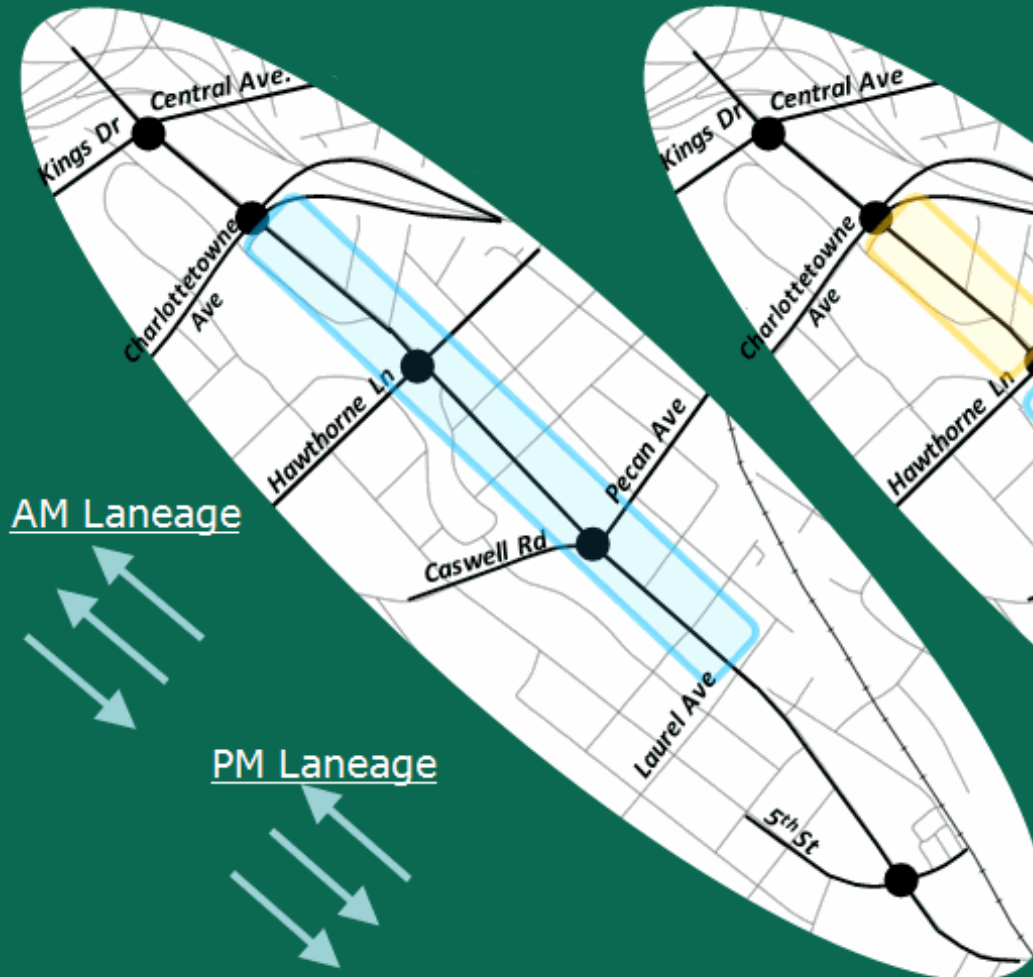 Central Ave.
Kings Dr
Charlottetowne
Ave
Hawthorne Ln
Pecan Ave
Caswell Rd
Laurel Ave
5th St
AM Laneage
PM Laneage
Central Ave
Kings Dr
Charlottetowne
Ave
Hawthorne Ln